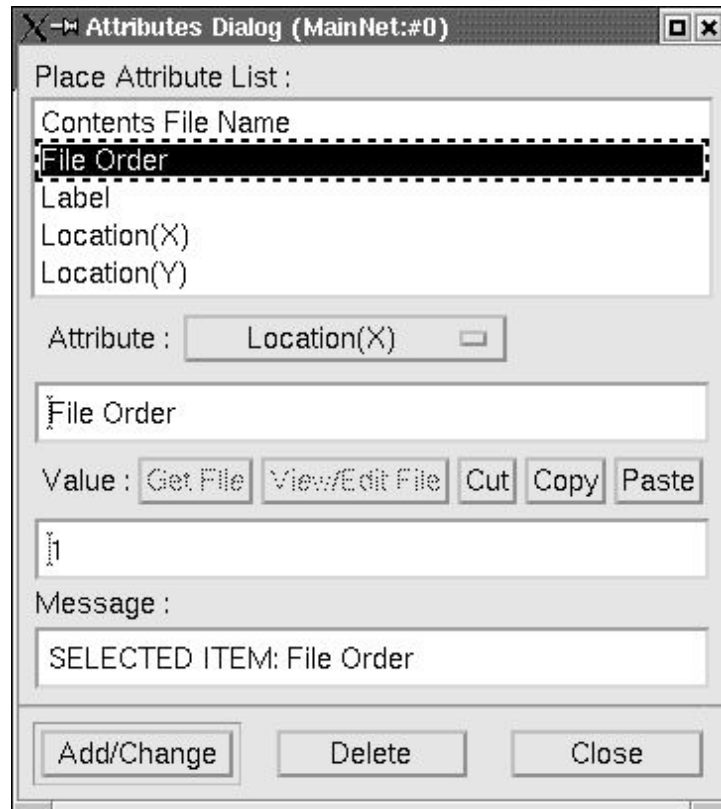 Attributes Dialog (MainNet:#0)
Place Attribute List :
Contents File Name
File Order
Label
Location(X)
Location(Y)
Attribute : Location(X)
File Order
Value : Get File View/Edit File Cut Copy Paste
1
Message :
SELECTED ITEM: File Order
Add/Change Delete Close